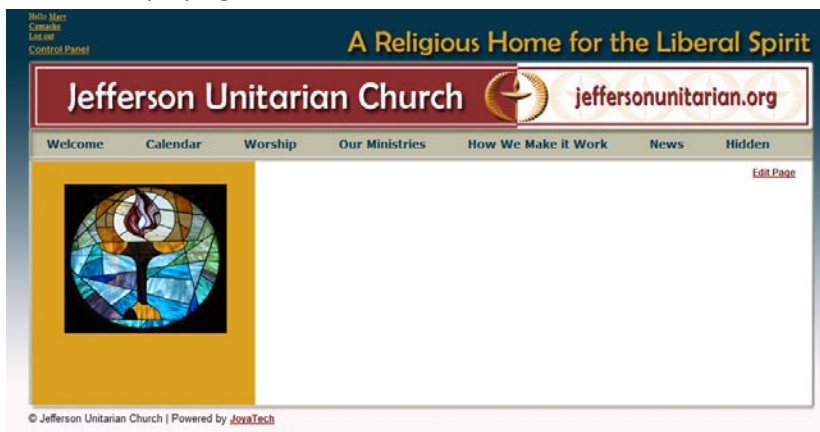 Hello Mary
Camacho
Log out
Control Panel
A Religious Home for the Liberal Spirit
Jefferson Unitarian Church
jeffersonunitarian.org
Welcome Calendar Worship Our Ministries How We Make it Work News Hidden
Edit Page
© Jefferson Unitarian Church | Powered by JoyaTech